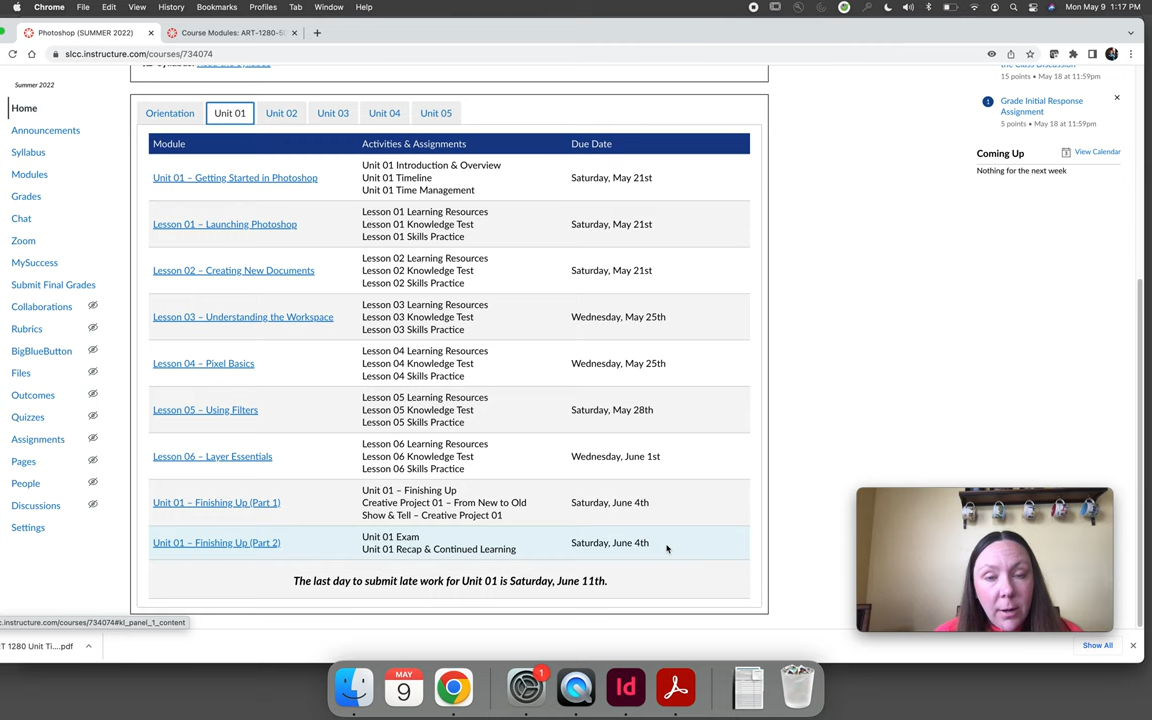 Chrome File Edit View History Bookmarks Profiles Tab Window Help Mon May 9 1:17 PM
Photoshop (SUMMER 2022) Course Modules: ART-1280-50
slcc.instructure.com/courses/734074
Summer 2022
Home
Announcements
Syllabus
Modules
Grades
Chat
Zoom
MySuccess
Submit Final Grades
Collaborations
Rubrics
BigBlueButton
Files
Outcomes
Quizzes
Assignments
Pages
People
Discussions
Settings
Orientation Unit 01 Unit 02 Unit 03 Unit 04 Unit 05
Module Activities & Assignments Due Date
Unit 01 Introduction & Overview
Unit 01 – Getting Started in Photoshop Unit 01 Timeline Saturday, May 21st
Unit 01 Time Management
Lesson 01 Learning Resources
Lesson 01 – Launching Photoshop Lesson 01 Knowledge Test Saturday, May 21st
Lesson 01 Skills Practice
Lesson 02 Learning Resources
Lesson 02 – Creating New Documents Lesson 02 Knowledge Test Saturday, May 21st
Lesson 02 Skills Practice
Lesson 03 Learning Resources
Lesson 03 – Understanding the Workspace Lesson 03 Knowledge Test Wednesday, May 25th
Lesson 03 Skills Practice
Lesson 04 Learning Resources
Lesson 04 – Pixel Basics Lesson 04 Knowledge Test Wednesday, May 25th
Lesson 04 Skills Practice
Lesson 05 Learning Resources
Lesson 05 – Using Filters Lesson 05 Knowledge Test Saturday, May 28th
Lesson 05 Skills Practice
Lesson 06 Learning Resources
Lesson 06 – Layer Essentials Lesson 06 Knowledge Test Wednesday, June 1st
Lesson 06 Skills Practice
Unit 01 – Finishing Up
Unit 01 – Finishing Up (Part 1) Creative Project 01 – From New to Old Saturday, June 4th
Show & Tell – Creative Project 01
Unit 01 Exam
Unit 01 – Finishing Up (Part 2) Saturday, June 4th
Unit 01 Recap & Continued Learning
The last day to submit late work for Unit 01 is Saturday, June 11th.
15 points • May 18 at 11:59pm
1 Grade Initial Response
Assignment
5 points • May 18 at 11:59pm
Coming Up View Calendar
Nothing for the next week
c.instructure.com/courses/734074#kl_panel_1_content
T 1280 Unit Ti....pdf Show All
MAY
9
1
Id